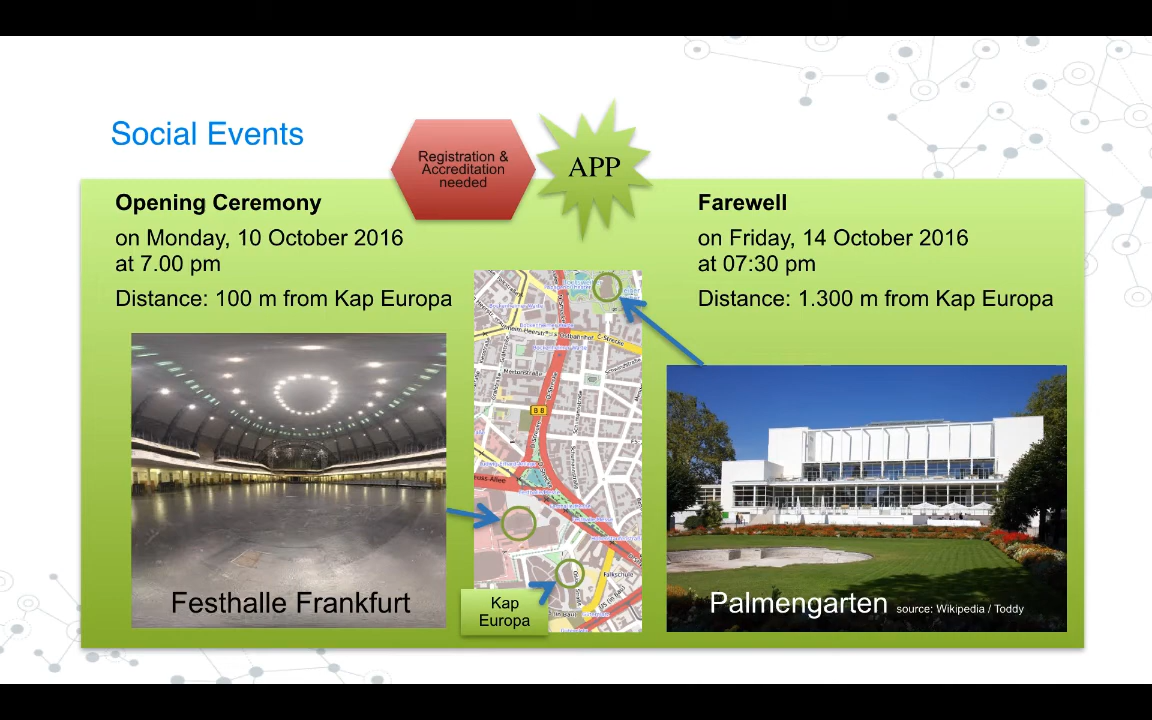 Social Events
Registration &
Accreditation
needed
APP
Opening Ceremony
on Monday, 10 October 2016
at 7.00 pm
Distance: 100 m from Kap Europa
Farewell
on Friday, 14 October 2016
at 07:30 pm
Distance: 1.300 m from Kap Europa
B 8
Falkschule
Kap
Europa
Festhalle Frankfurt
Palmengarten source: Wikipedia / Toddy